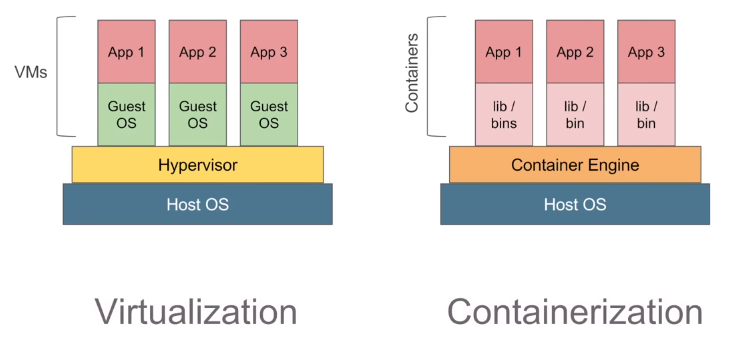 VMs
App 1
App 2
App 3
Guest
OS
Guest
OS
Guest
OS
Hypervisor
Host OS
Virtualization
Containers
App 1
App 2
App 3
lib /
bins
lib /
bin
lib /
bin
Container Engine
Host OS
Containerization